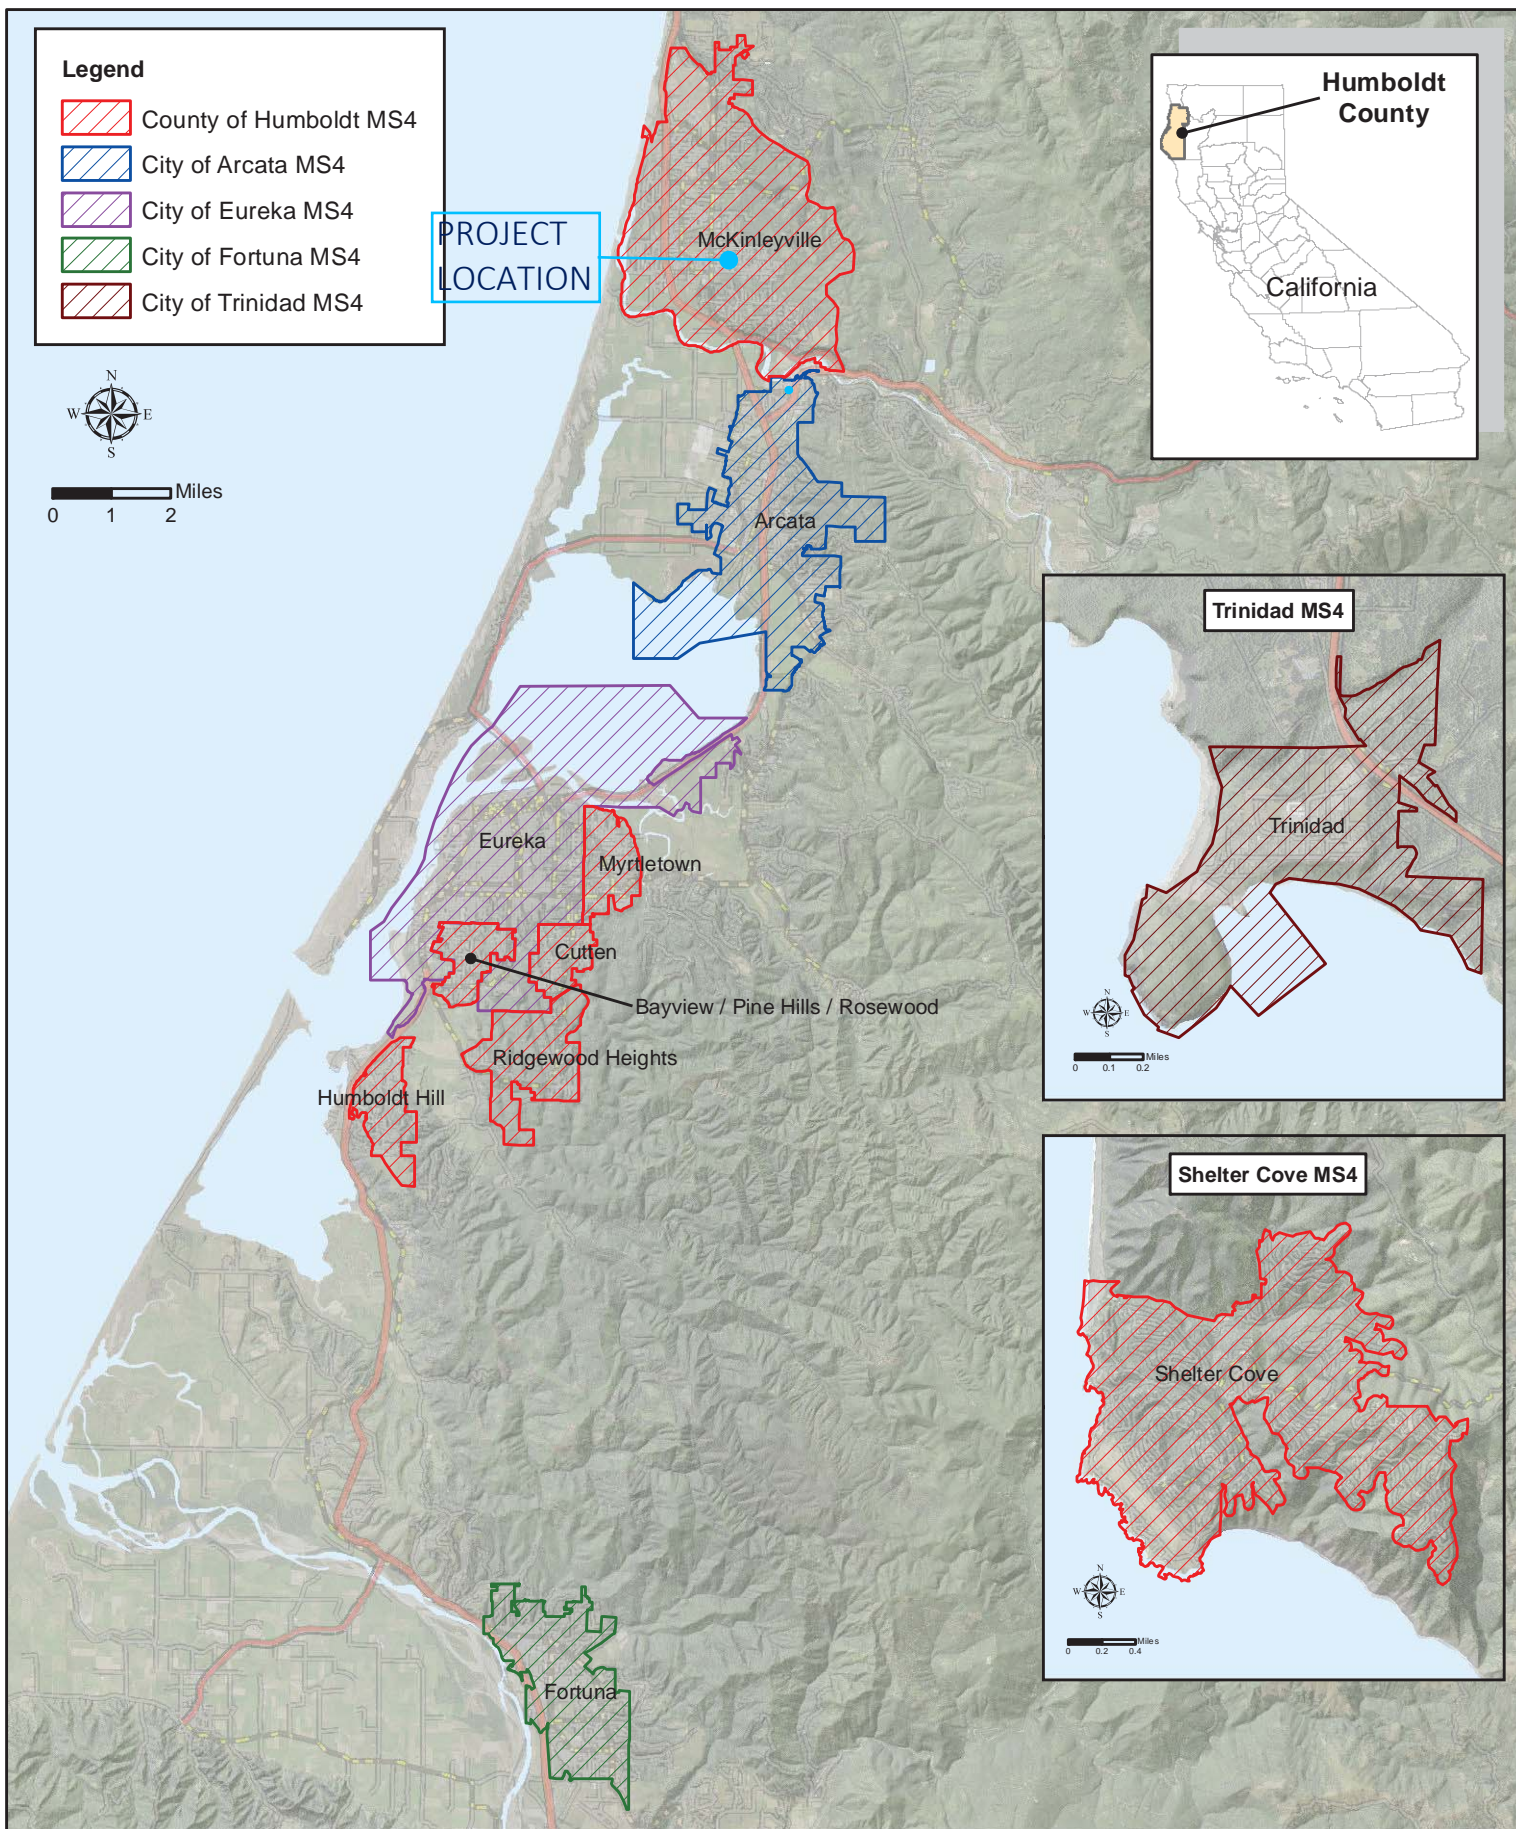 Legend
County of Humboldt MS4
City of Arcata MS4
City of Eureka MS4
City of Fortuna MS4
City of Trinidad MS4
N
W
E
S
Miles
0 1 2
PROJECT
LOCATION
McKinleyville
Arcata
Eureka
Myrtletown
Cutten
Bayview / Pine Hills / Rosewood
Ridgewood Heights
Humboldt Hill
Fortuna
Humboldt
County
California
Trinidad MS4
Trinidad
N
W
E
S
Miles
0 0.1 0.2
Shelter Cove MS4
Shelter Cove
N
W
E
S
Miles
0 0.2 0.4